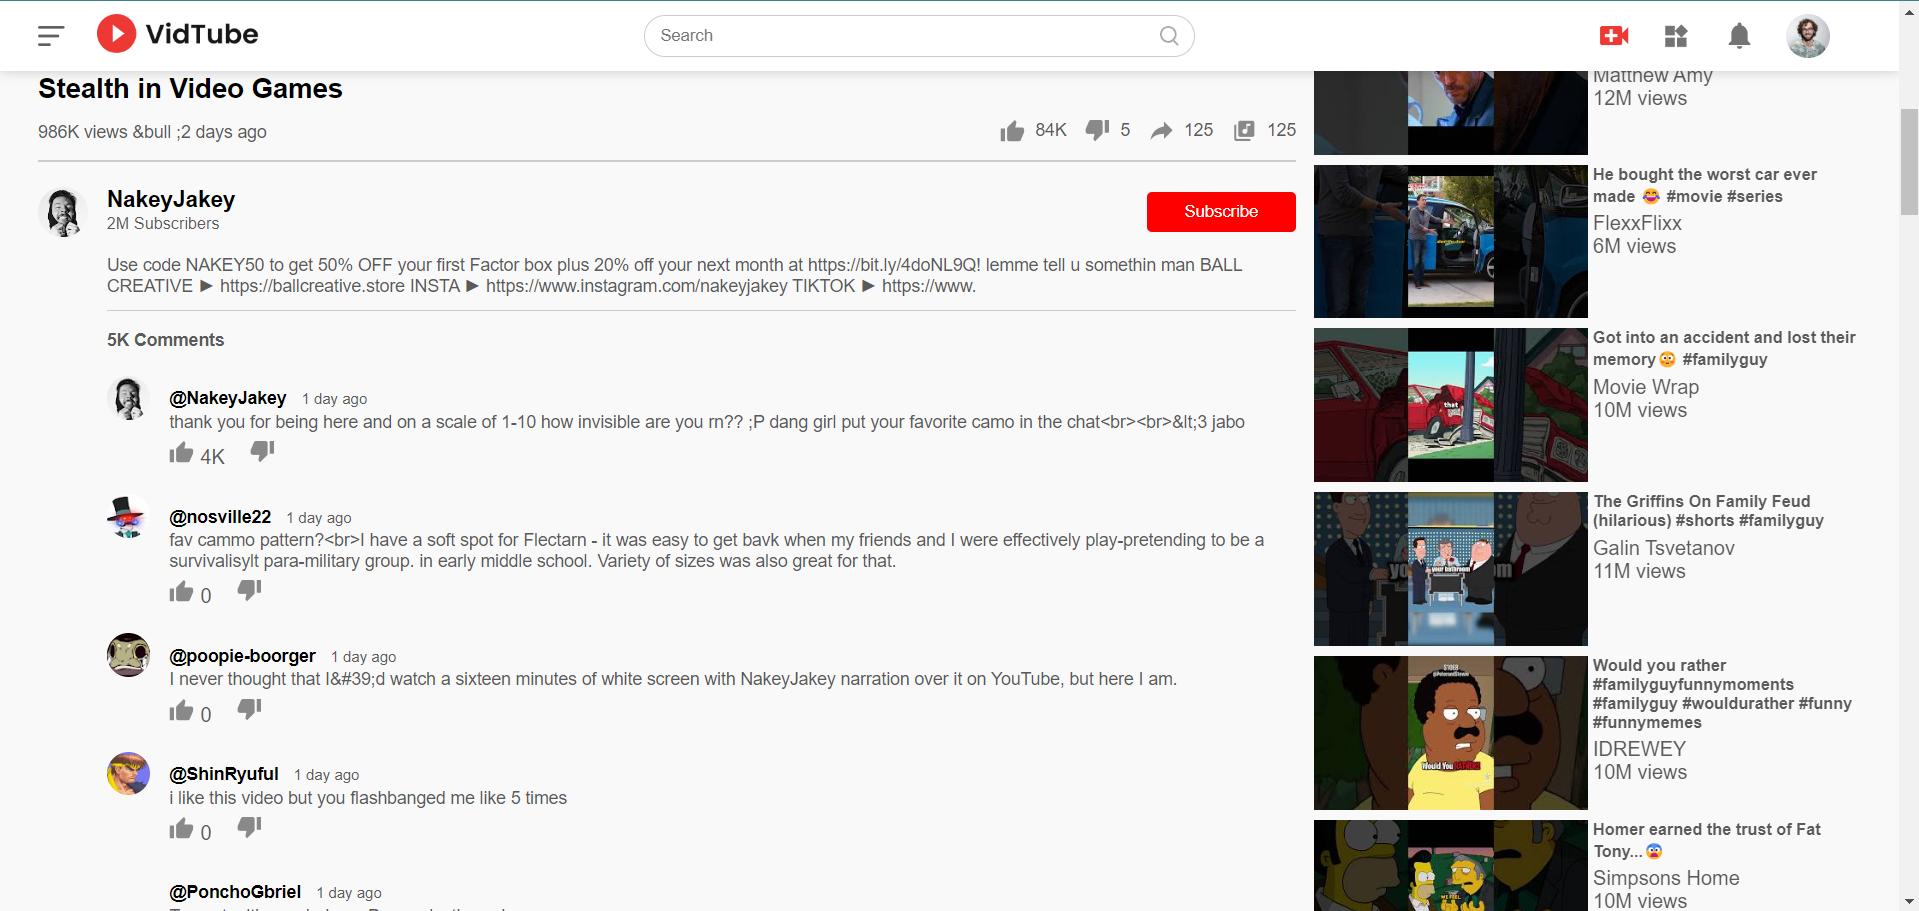 VidTube
Search
Stealth in Video Games
986K views &bull ;2 days ago
84K
5
125
125
NakeyJakey
2M Subscribers
Subscribe
Use code NAKEY50 to get 50% OFF your first Factor box plus 20% off your next month at https://bit.ly/4doNL9Q! lemme tell u somethin man BALL
CREATIVE ► https://ballcreative.store INSTA ► https://www.instagram.com/nakeyjakey TIKTOK ► https://www.
5K Comments
@NakeyJakey 1 day ago
thank you for being here and on a scale of 1-10 how invisible are you rn?? ;P dang girl put your favorite camo in the chat<br><br>&lt;3 jabo
4K
@nosville22 1 day ago
fav cammo pattern?<br>I have a soft spot for Flectarn - it was easy to get bavk when my friends and I were effectively play-pretending to be a
survivalisylt para-military group. in early middle school. Variety of sizes was also great for that.
0
@poopie-boorger 1 day ago
I never thought that I&#39;d watch a sixteen minutes of white screen with NakeyJakey narration over it on YouTube, but here I am.
0
@ShinRyuful 1 day ago
i like this video but you flashbanged me like 5 times
0
@PonchoGbriel 1 day ago
Matthew Amy
12M views
He bought the worst car ever
made 😂 #movie #series
FlexxFlixx
6M views
that
Got into an accident and lost their
memory😳 #familyguy
Movie Wrap
10M views
your bathroom
The Griffins On Family Feud
(hilarious) #shorts #familyguy
Galin Tsvetanov
11M views
Would You
Would you rather
#familyguyfunnymoments
#familyguy #wouldurather #funny
#funnymemes
IDREWEY
10M views
WE FEEL
Homer earned the trust of Fat
Tony...😨
Simpsons Home
10M views